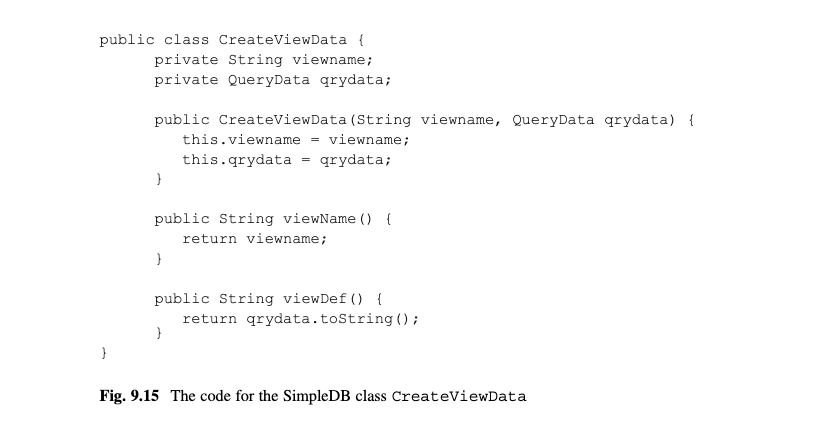 public class CreateViewData {
private String viewname;
private QueryData qrydata;
public CreateViewData(String viewname, QueryData qrydata) {
this.viewname = viewname;
this.qrydata = qrydata;
}
public String viewName() {
return viewname;
}
public String viewDef() {
return qrydata.toString();
}
}
Fig. 9.15 The code for the SimpleDB class CreateViewData